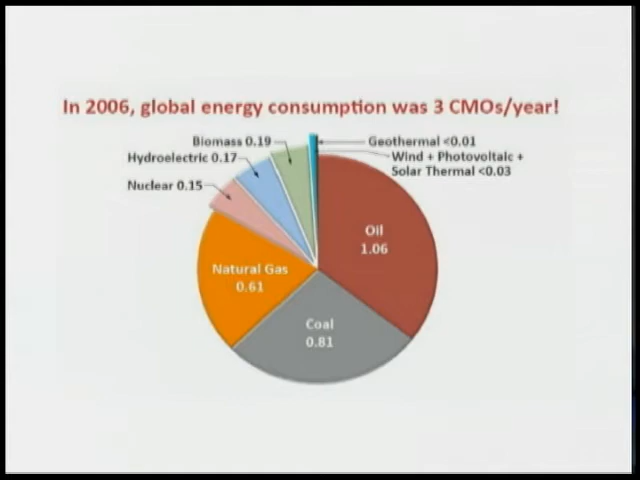 In 2006, global energy consumption was 3 CMOs/year!
Biomass 0.19
Geothermal <0.01
Hydroelectric 0.17
Wind + Photovoltaic +
Solar Thermal <0.03
Nuclear 0.15
Oil
1.06
Natural Gas
0.61
Coal
0.81